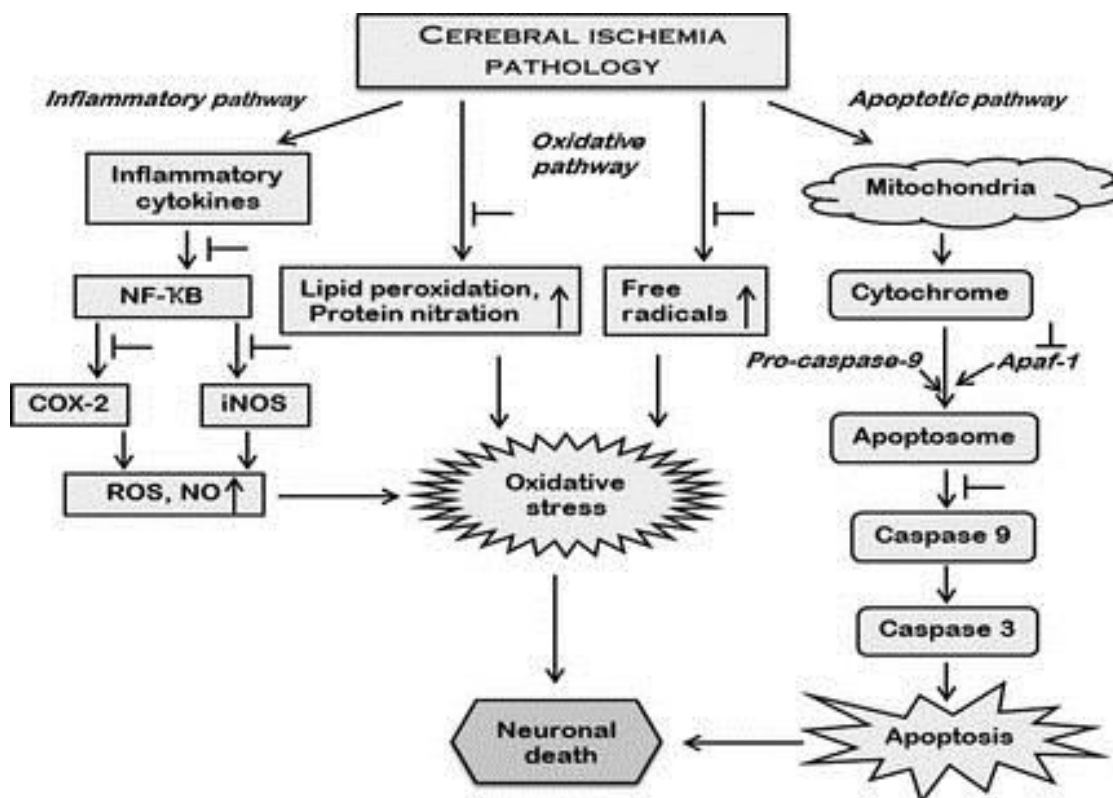 CEREBRAL ISCHEMIA
PATHOLOGY
Inflammatory pathway
Apoptotic pathway
Oxidative
pathway
Inflammatory
cytokines
Mitochondria
NF-ҠB
Lipid peroxidation,
Protein nitration
Free
radicals
Cytochrome
Pro-caspase-9
Apaf-1
COX-2
iNOS
Apoptosome
ROS, NO
Oxidative
stress
Caspase 9
Caspase 3
Neuronal
death
Apoptosis